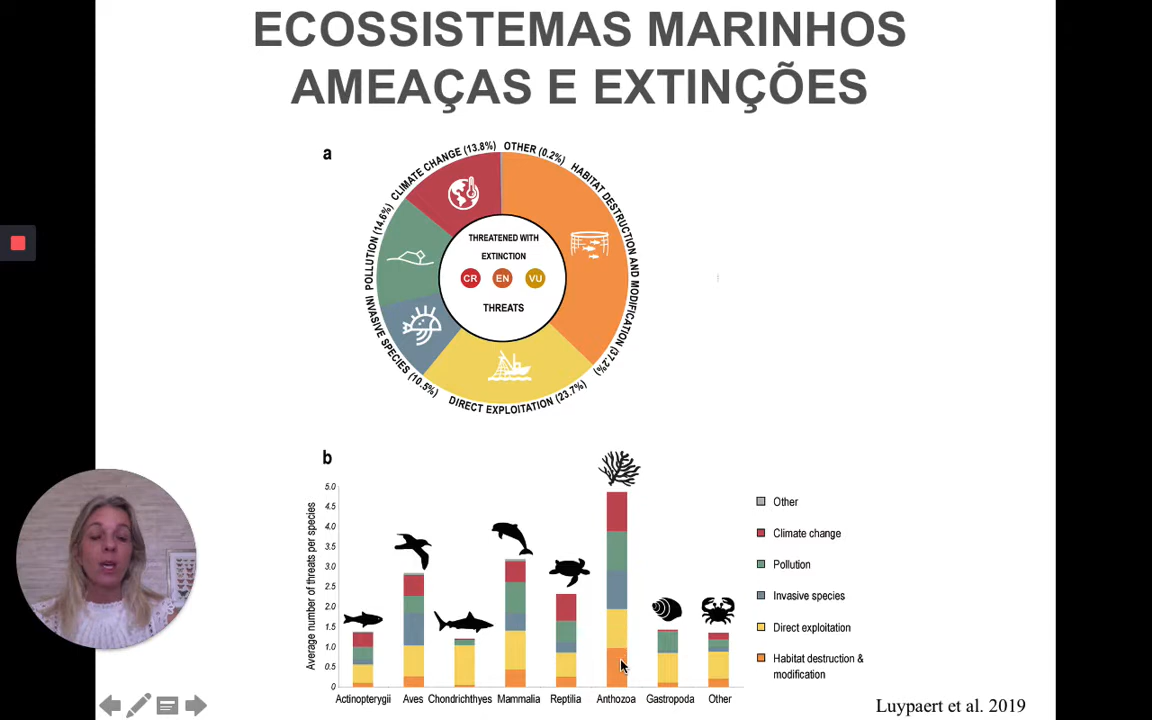 ECOSSISTEMAS MARINHOS
AMEAÇAS E EXTINÇÕES
a
CLIMATE CHANGE (13.8%)
OTHER (0.2%)
HABITAT DESTRUCTION AND MODIFICATION (37.2%)
POLLUTION (14.6%)
INVASIVE SPECIES (10.5%)
DIRECT EXPLOITATION (23.7%)
THREATENED WITH
EXTINCTION
CR EN VU
THREATS
b
Average number of threats per species
5.0
4.5
4.0
3.5
3.0
2.5
2.0
1.5
1.0
0.5
0
Actinopterygii Aves Chondrichthyes Mammalia Reptilia Anthozoa Gastropoda Other
Other
Climate change
Pollution
Invasive species
Direct exploitation
Habitat destruction &
modification
Luypaert et al. 2019